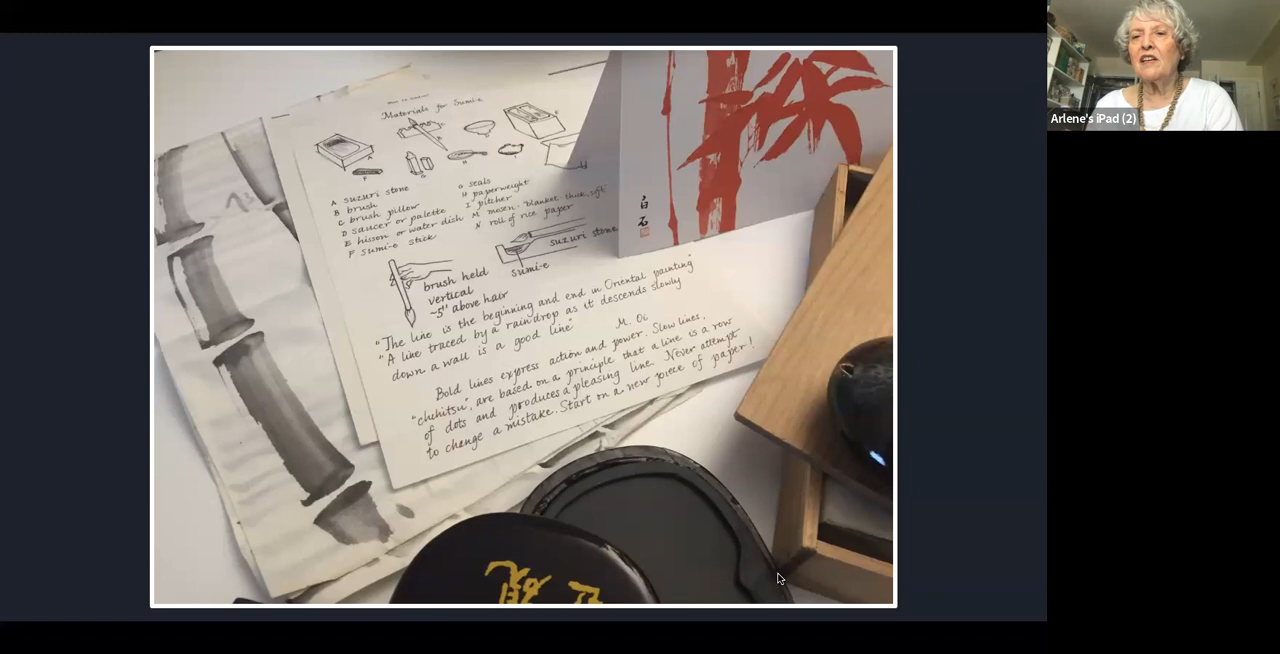 Materials for Sumi-e
A suzuri stone
B brush
C brush pillow
D saucer or palette
E hissen or water dish
F sumi-e stick
G seals
H paperweight
I pitcher
M mosen - blanket thick, soft
N roll of rice paper
brush held
vertical
~5" above hair
suzuri stone
sumi-e
"The line is the beginning and end in Oriental painting"
"A line traced by a raindrop as it descends slowly
down a wall is a good line"
M. Oi
Bold lines express action and power. Slow lines,
"chihitsu", are based on a principle that a line is a row
of dots and produces a pleasing line. Never attempt
to change a mistake. Start on a new piece of paper!
白石
Arlene's iPad (2)